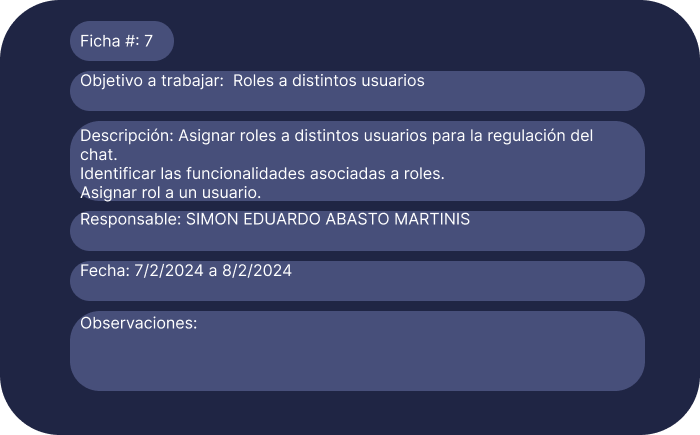 Ficha #: 7
Objetivo a trabajar:  Roles a distintos usuarios
Descripción: Asignar roles a distintos usuarios para la regulación del
chat.
Identificar las funcionalidades asociadas a roles.
Asignar rol a un usuario.
Responsable: SIMON EDUARDO ABASTO MARTINIS
Fecha: 7/2/2024 a 8/2/2024
Observaciones: